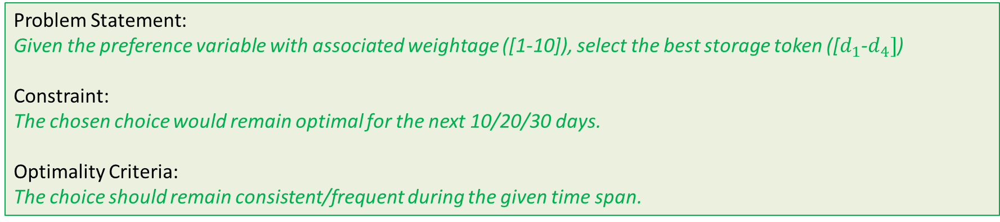 Problem Statement:
Given the preference variable with associated weightage ([1-10]), select the best storage token ([d₁-d₄])
Constraint:
The chosen choice would remain optimal for the next 10/20/30 days.
Optimality Criteria:
The choice should remain consistent/frequent during the given time span.